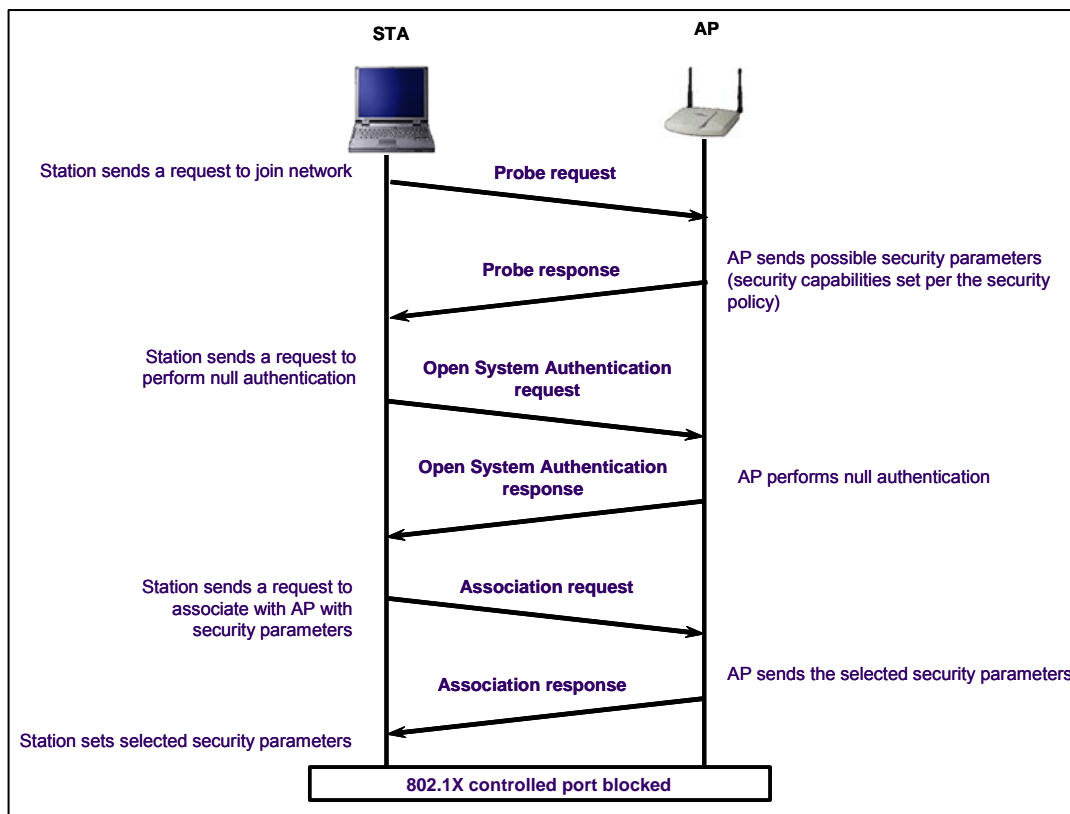 STA
AP
Station sends a request to join network
Probe request
Probe response
AP sends possible security parameters
(security capabilities set per the security
policy)
Station sends a request to
perform null authentication
Open System Authentication
request
Open System Authentication
response
AP performs null authentication
Station sends a request to
associate with AP with
security parameters
Association request
Association response
AP sends the selected security parameters
Station sets selected security parameters
802.1X controlled port blocked